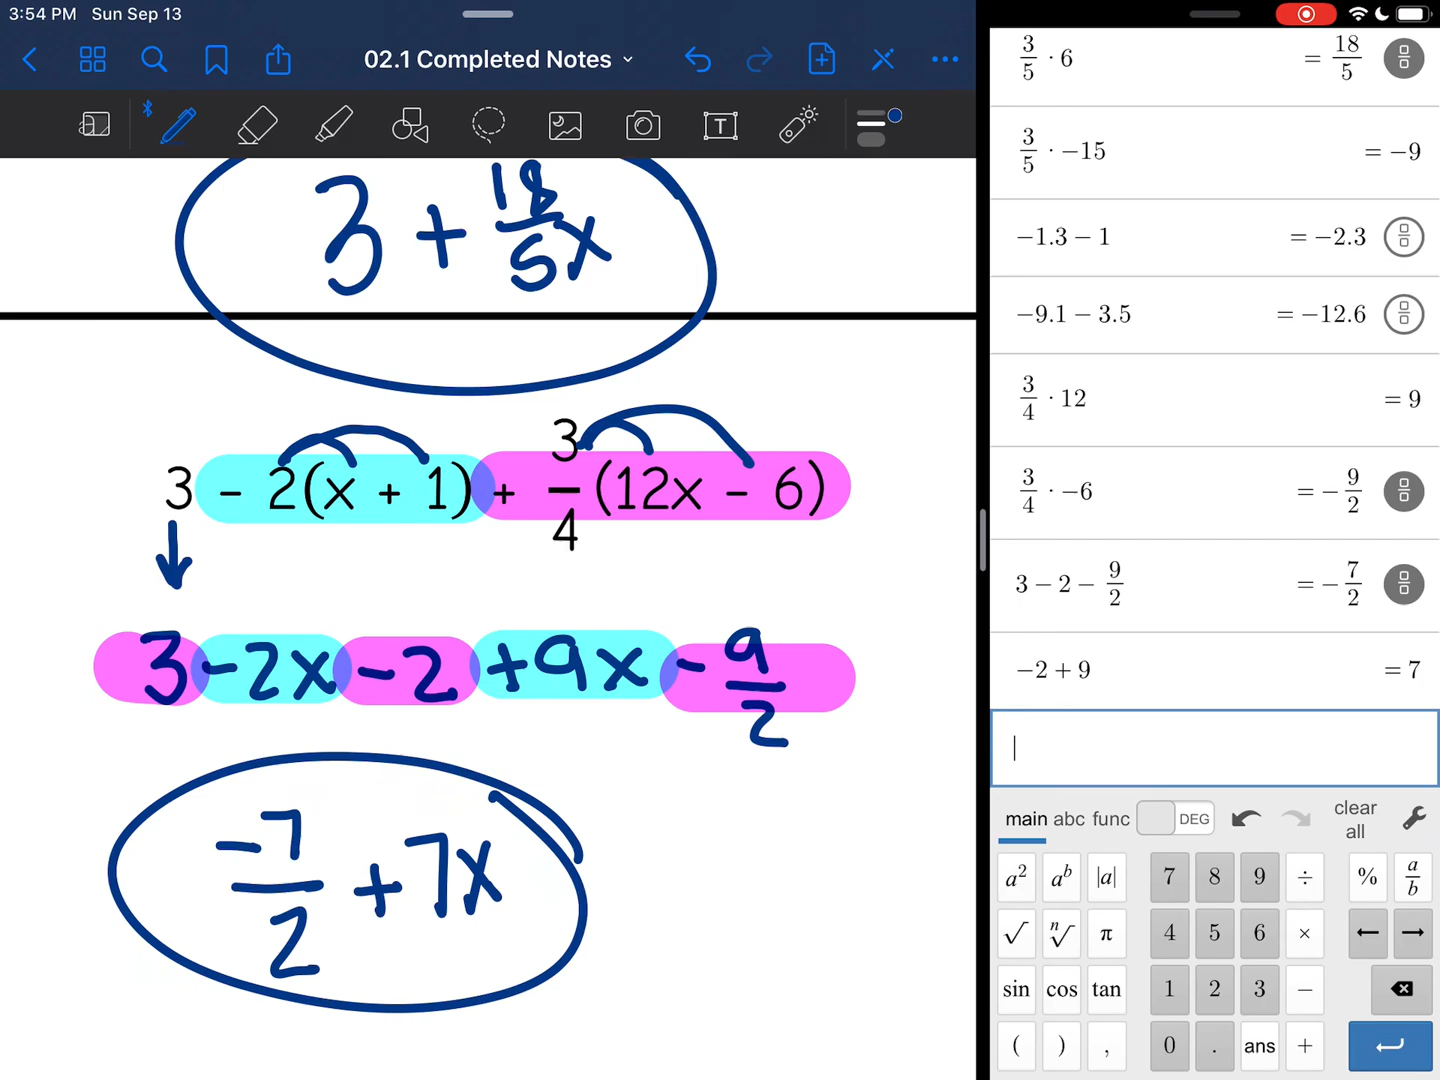 3:54 PM Sun Sep 13
02.1 Completed Notes
T
3 + 18/5 x
3 - 2(x + 1) + 3/4 (12x - 6)
3 - 2x - 2 + 9x - 9/2
-7/2 + 7x
3/5 · 6 = 18/5
3/5 · -15 = -9
-1.3 - 1 = -2.3
-9.1 - 3.5 = -12.6
3/4 · 12 = 9
3/4 · -6 = -9/2
3 - 2 - 9/2 = -7/2
-2 + 9 = 7
main abc func DEG clear all
a² aᵇ |a| 7 8 9 ÷ % a/b
√ ⁿ√ π 4 5 6 × ← →
sin cos tan 1 2 3 −
( ) , 0 . ans +